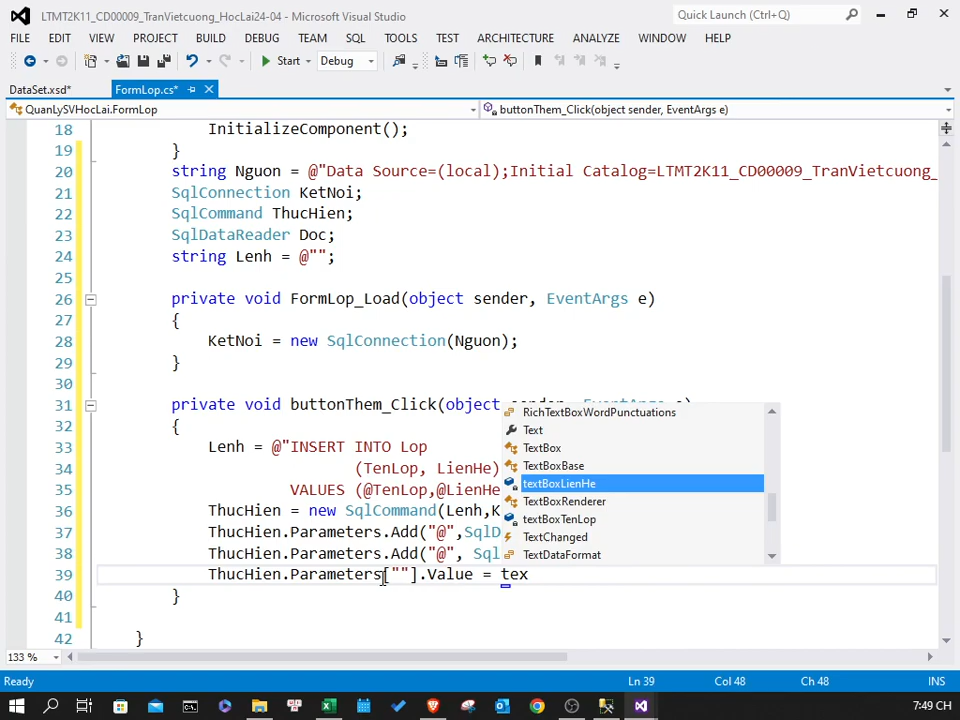 LTMT2K11_CD00009_TranVietcuong_HocLai24-04 - Microsoft Visual Studio
Quick Launch (Ctrl+Q)
FILE EDIT VIEW PROJECT BUILD DEBUG TEAM SQL TOOLS TEST ARCHITECTURE ANALYZE WINDOW HELP
Start Debug
DataSet.xsd* FormLop.cs*
QuanLySVHocLai.FormLop buttonThem_Click(object sender, EventArgs e)
18 InitializeComponent();
19 }
20 string Nguon = @"Data Source=(local);Initial Catalog=LTMT2K11_CD00009_TranVietcuong_
21 SqlConnection KetNoi;
22 SqlCommand ThucHien;
23 SqlDataReader Doc;
24 string Lenh = @"";
25
26 private void FormLop_Load(object sender, EventArgs e)
27 {
28 KetNoi = new SqlConnection(Nguon);
29 }
30
31 private void buttonThem_Click(object
32 {
33 Lenh = @"INSERT INTO Lop
34 (TenLop, LienHe)
35 VALUES (@TenLop,@LienHe
36 ThucHien = new SqlCommand(Lenh,K
37 ThucHien.Parameters.Add("@",SqlD
38 ThucHien.Parameters.Add("@", Sql
39 ThucHien.Parameters[""].Value = tex
40 }
41
42 }
RichTextBoxWordPunctuations
Text
TextBox
TextBoxBase
textBoxLienHe
TextBoxRenderer
textBoxTenLop
TextChanged
TextDataFormat
133 %
Ready Ln 39 Col 48 Ch 48 INS
7:49 CH